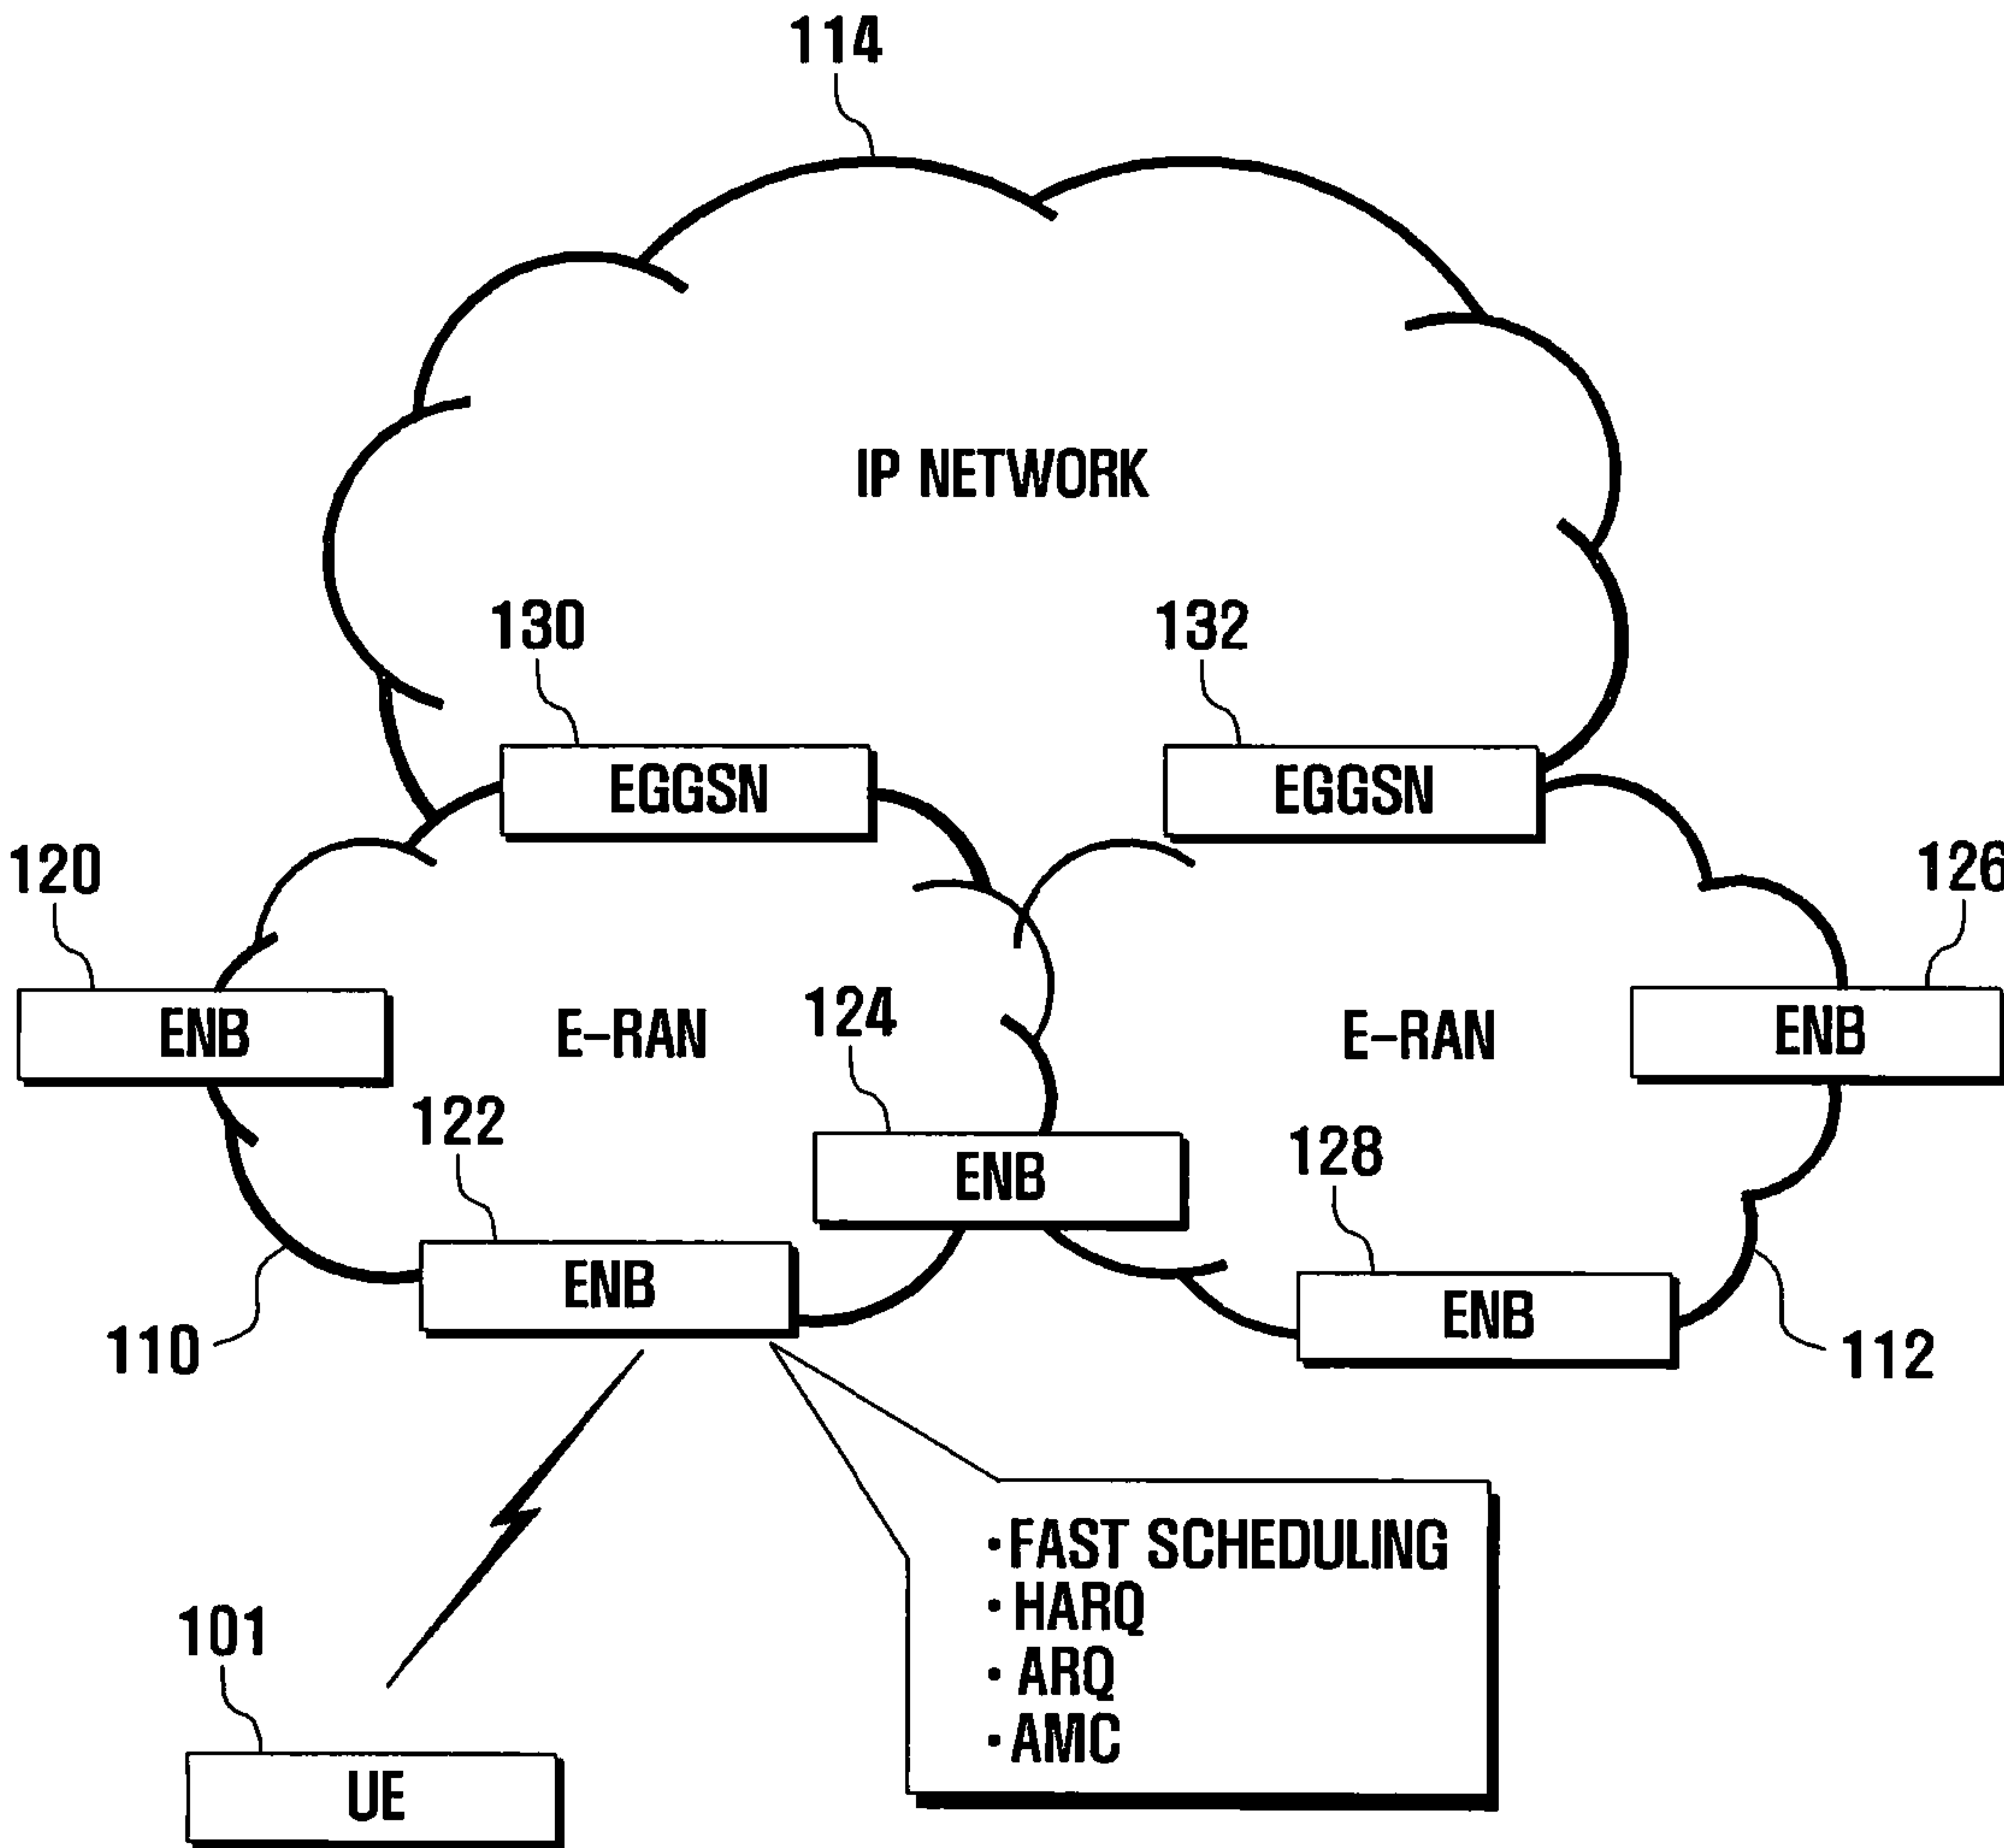 114
IP NETWORK
130
132
EGGSN
EGGSN
120
126
ENB
E-RAN
124
E-RAN
ENB
122
128
ENB
ENB
ENB
110
112
• FAST SCHEDULING
• HARQ
• ARQ
• AMC
101
UE